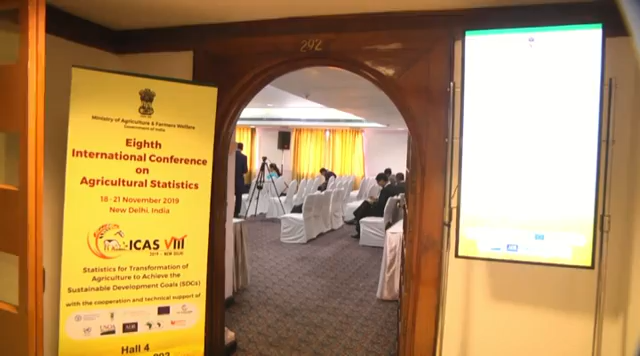 292
Ministry of Agriculture & Farmers Welfare
Government of India
Eighth
International Conference
on
Agricultural Statistics
18 - 21 November 2019
New Delhi, India
ICAS VIII
2019 - NEW DELHI
Statistics for Transformation of
Agriculture to Achieve the
Sustainable Development Goals (SDGs)
with the cooperation and technical support of
USDA
Hall 4